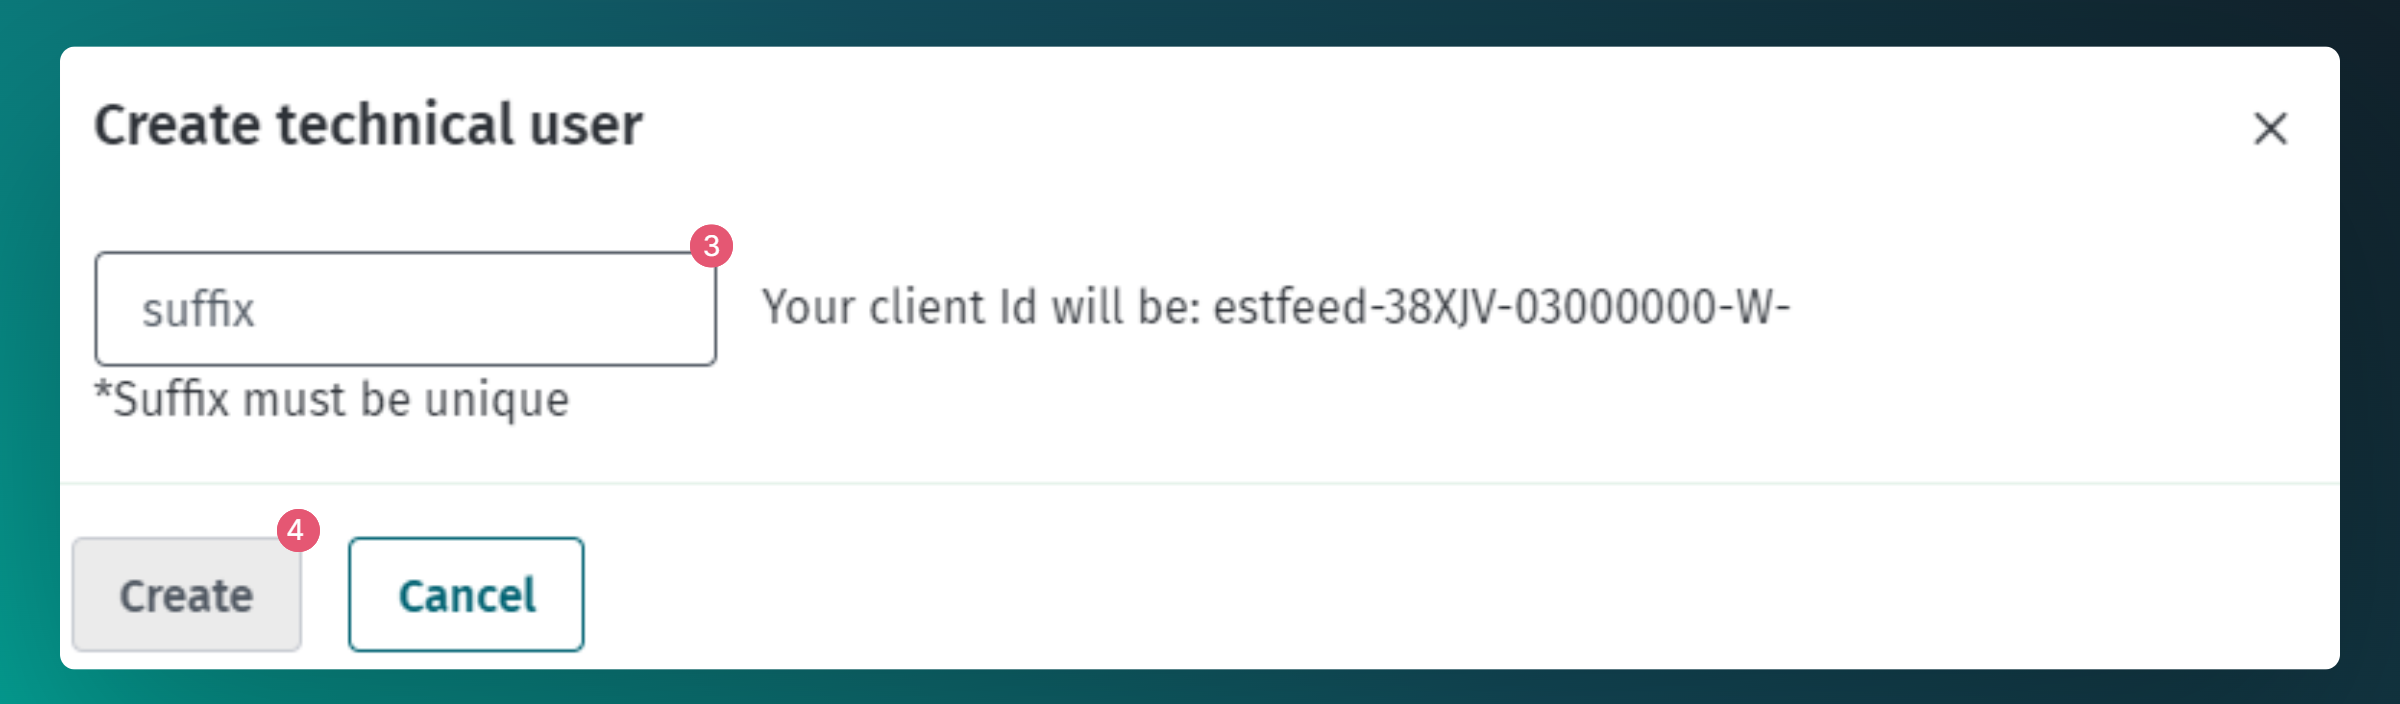 Create technical user
3
suffix
Your client Id will be: estfeed-38XJV-03000000-W-
*Suffix must be unique
4
Create
Cancel